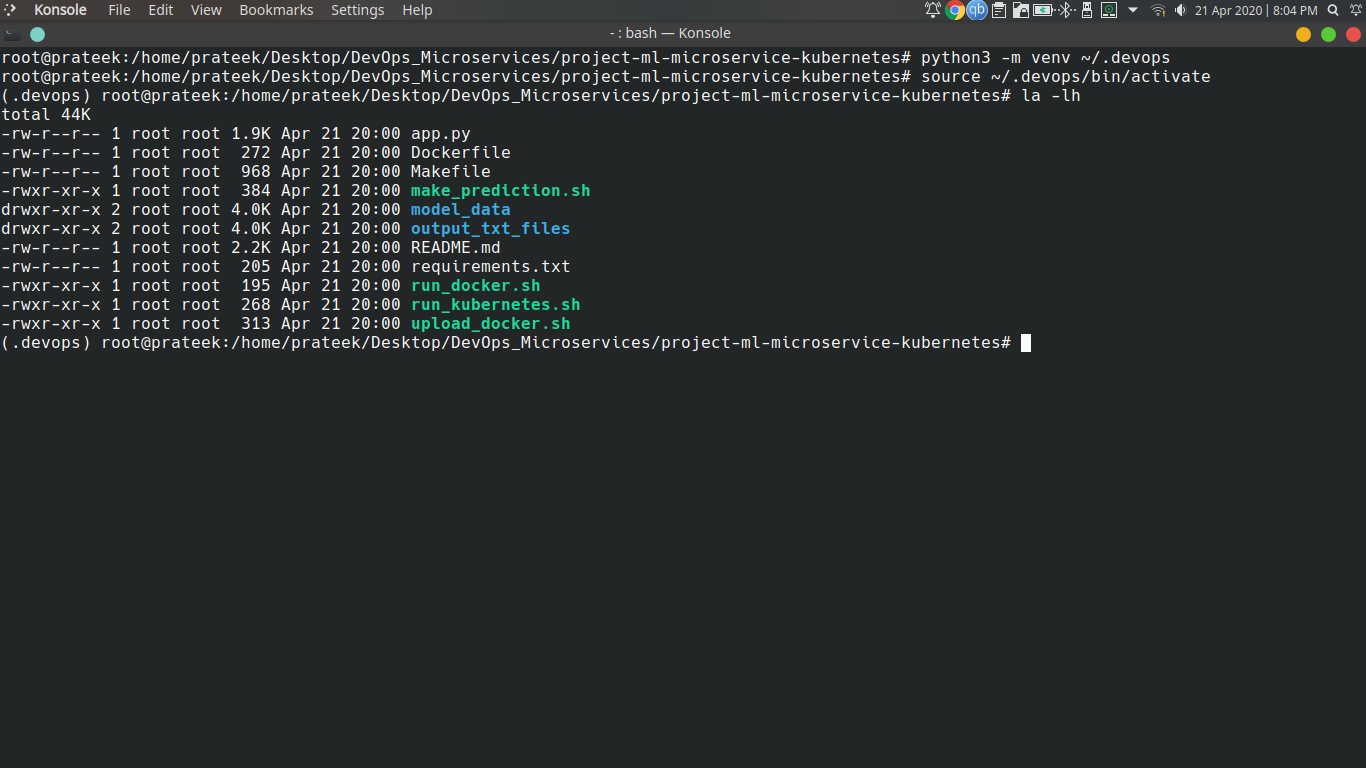 Konsole File Edit View Bookmarks Settings Help qb 21 Apr 2020 | 8:04 PM
- : bash — Konsole
root@prateek:/home/prateek/Desktop/DevOps_Microservices/project-ml-microservice-kubernetes# python3 -m venv ~/.devops
root@prateek:/home/prateek/Desktop/DevOps_Microservices/project-ml-microservice-kubernetes# source ~/.devops/bin/activate
(.devops) root@prateek:/home/prateek/Desktop/DevOps_Microservices/project-ml-microservice-kubernetes# la -lh
total 44K
-rw-r--r-- 1 root root 1.9K Apr 21 20:00 app.py
-rw-r--r-- 1 root root  272 Apr 21 20:00 Dockerfile
-rw-r--r-- 1 root root  968 Apr 21 20:00 Makefile
-rwxr-xr-x 1 root root  384 Apr 21 20:00 make_prediction.sh
drwxr-xr-x 2 root root 4.0K Apr 21 20:00 model_data
drwxr-xr-x 2 root root 4.0K Apr 21 20:00 output_txt_files
-rw-r--r-- 1 root root 2.2K Apr 21 20:00 README.md
-rw-r--r-- 1 root root  205 Apr 21 20:00 requirements.txt
-rwxr-xr-x 1 root root  195 Apr 21 20:00 run_docker.sh
-rwxr-xr-x 1 root root  268 Apr 21 20:00 run_kubernetes.sh
-rwxr-xr-x 1 root root  313 Apr 21 20:00 upload_docker.sh
(.devops) root@prateek:/home/prateek/Desktop/DevOps_Microservices/project-ml-microservice-kubernetes#